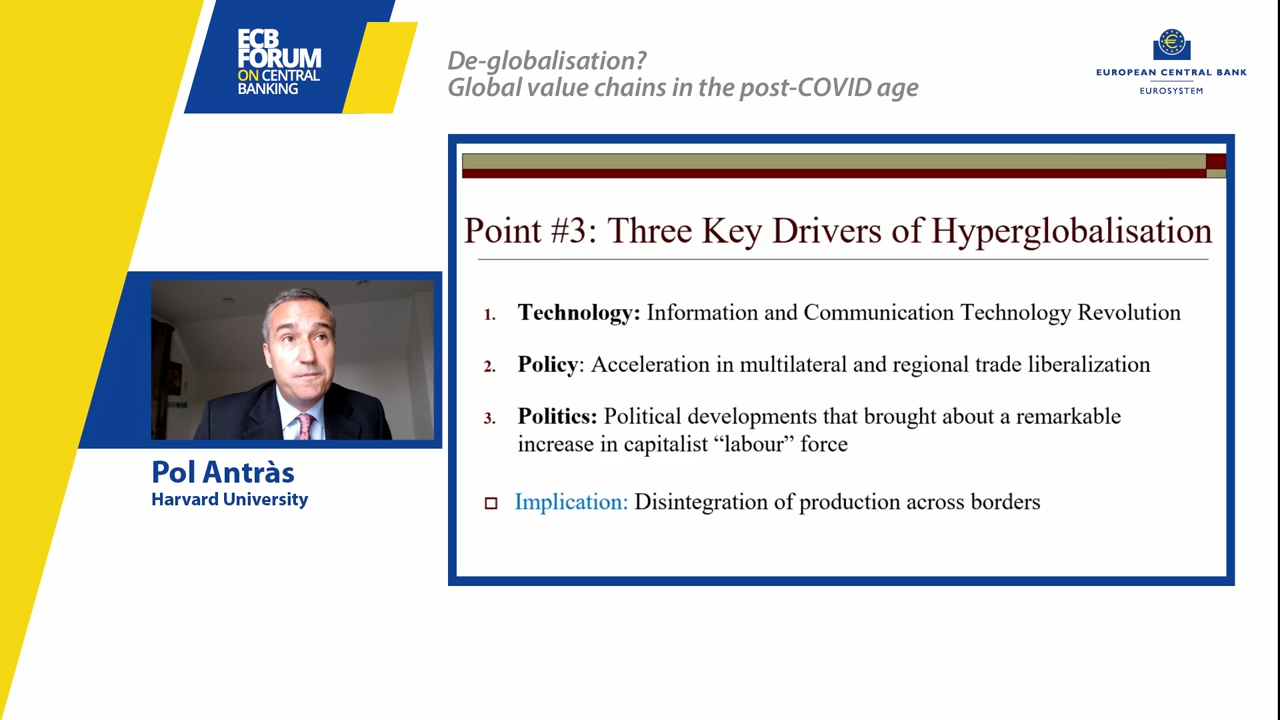 ECB
FORUM
ON CENTRAL
BANKING
De-globalisation?
Global value chains in the post-COVID age
EUROPEAN CENTRAL BANK
EUROSYSTEM
Point #3: Three Key Drivers of Hyperglobalisation
1. Technology: Information and Communication Technology Revolution
2. Policy: Acceleration in multilateral and regional trade liberalization
3. Politics: Political developments that brought about a remarkable
increase in capitalist “labour” force
Implication: Disintegration of production across borders
Pol Antràs
Harvard University